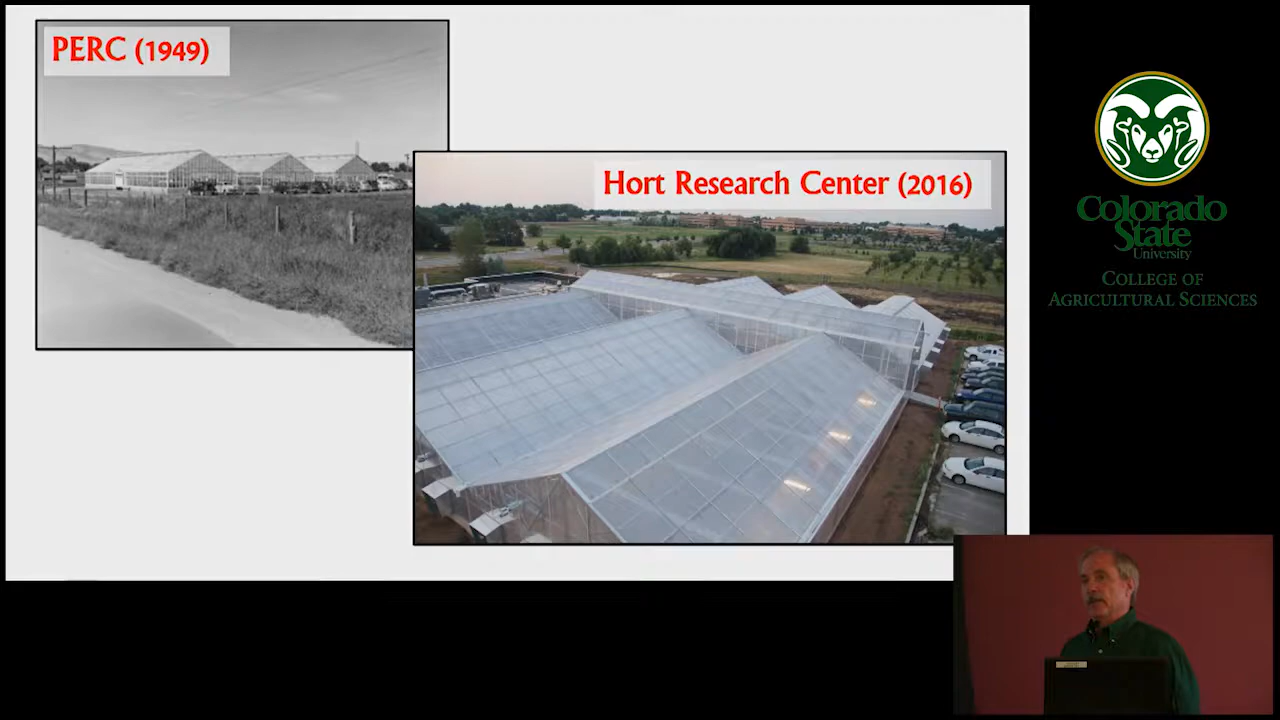 PERC (1949)
Hort Research Center (2016)
Colorado
State
University
COLLEGE OF
AGRICULTURAL SCIENCES